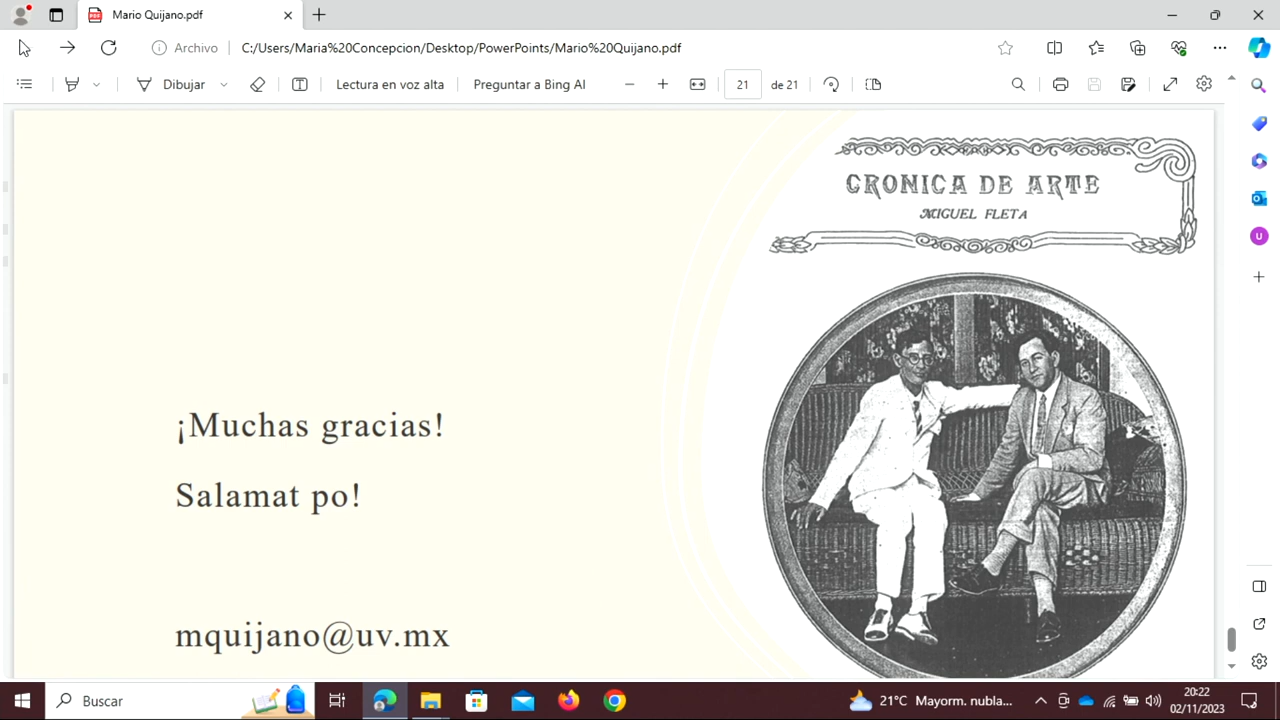 Mario Quijano.pdf
Archivo
C:/Users/Maria%20Concepcion/Desktop/PowerPoints/Mario%20Quijano.pdf
Dibujar
Lectura en voz alta
Preguntar a Bing AI
21
de 21
CRONICA DE ARTE
MIGUEL FLETA
¡Muchas gracias!
Salamat po!
mquijano@uv.mx
U
Buscar
21°C Mayorm. nubla...
20:22
02/11/2023